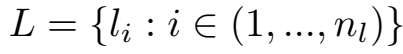 L = {l_i : i ∈ (1, ..., n_l)}